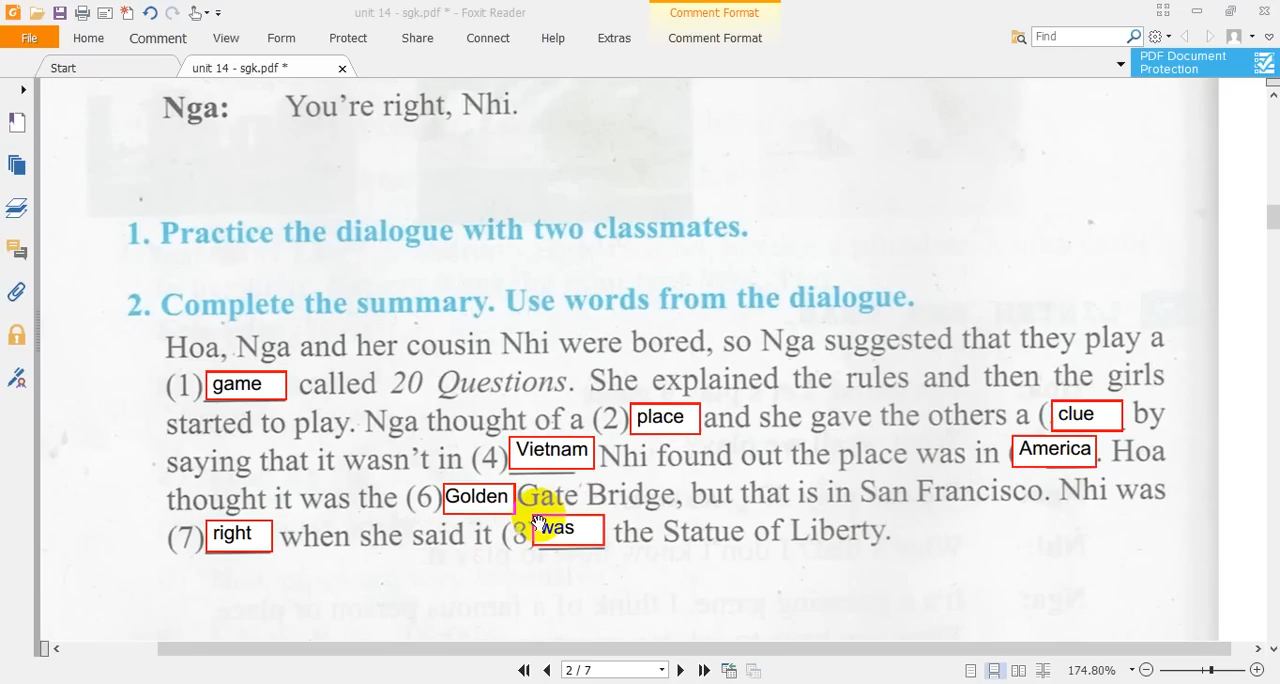 unit 14 - sgk.pdf * - Foxit Reader
Comment Format
File Home Comment View Form Protect Share Connect Help Extras Comment Format
Find
Start
unit 14 - sgk.pdf *
PDF Document
Protection
Nga: You're right, Nhi.
1. Practice the dialogue with two classmates.
2. Complete the summary. Use words from the dialogue.
Hoa, Nga and her cousin Nhi were bored, so Nga suggested that they play a
(1) game called 20 Questions. She explained the rules and then the girls
started to play. Nga thought of a (2) place and she gave the others a ( clue by
saying that it wasn't in (4) Vietnam Nhi found out the place was in ( America . Hoa
thought it was the (6) Golden Gate Bridge, but that is in San Francisco. Nhi was
(7) right when she said it (8) was the Statue of Liberty.
2 / 7
174.80%